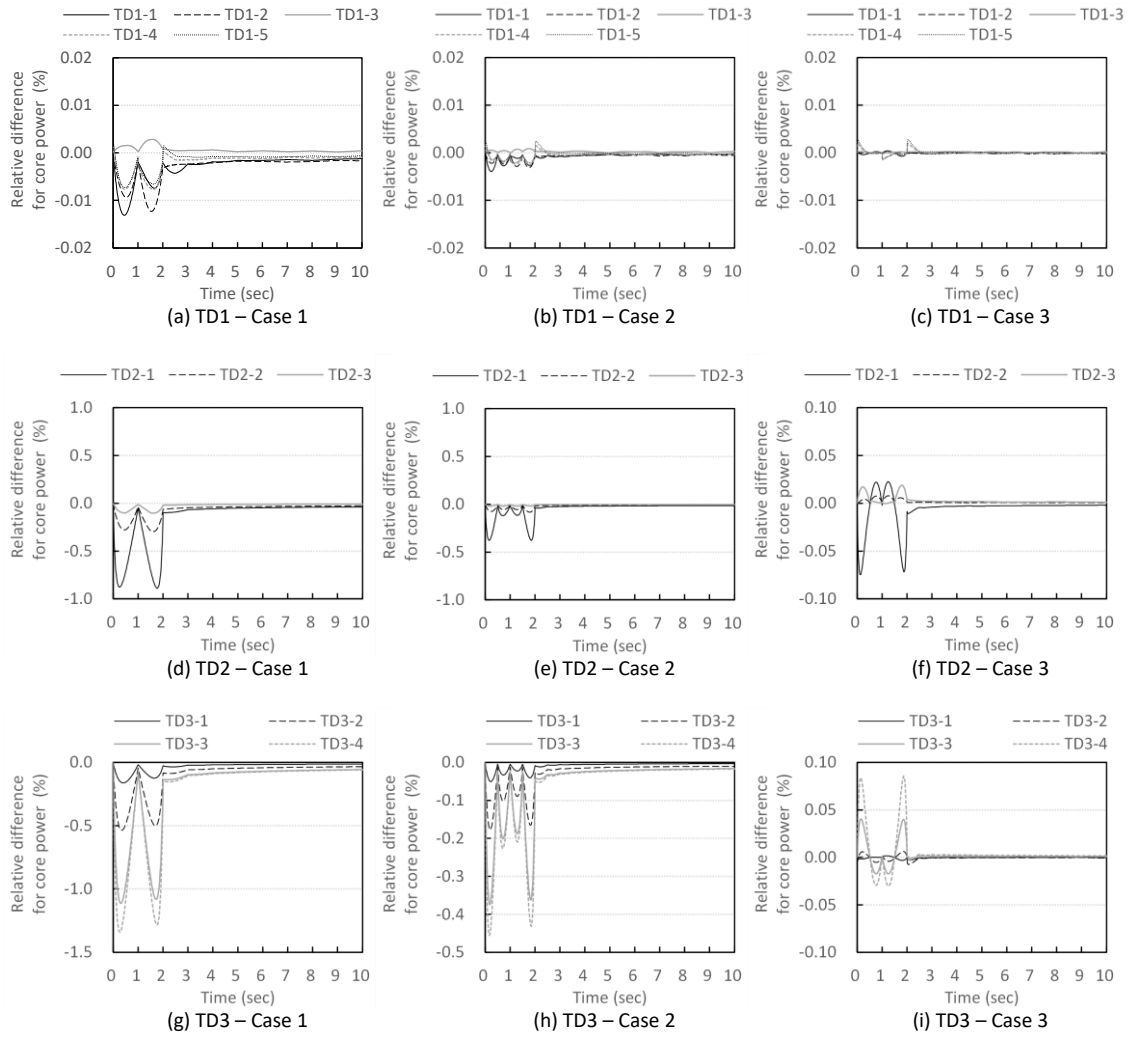 TD1-1 TD1-2 TD1-3
TD1-4 TD1-5
Relative difference
for core power (%)
0.02
0.01
0.00
-0.01
-0.02
0 1 2 3 4 5 6 7 8 9 10
Time (sec)
(a) TD1 – Case 1
TD1-1 TD1-2 TD1-3
TD1-4 TD1-5
Relative difference
for core power (%)
0.02
0.01
0.00
-0.01
-0.02
0 1 2 3 4 5 6 7 8 9 10
Time (sec)
(b) TD1 – Case 2
TD1-1 TD1-2 TD1-3
TD1-4 TD1-5
Relative difference
for core power (%)
0.02
0.01
0.00
-0.01
-0.02
0 1 2 3 4 5 6 7 8 9 10
Time (sec)
(c) TD1 – Case 3
TD2-1 TD2-2 TD2-3
Relative difference
for core power (%)
1.0
0.5
0.0
-0.5
-1.0
0 1 2 3 4 5 6 7 8 9 10
Time (sec)
(d) TD2 – Case 1
TD2-1 TD2-2 TD2-3
Relative difference
for core power (%)
1.0
0.5
0.0
-0.5
-1.0
0 1 2 3 4 5 6 7 8 9 10
Time (sec)
(e) TD2 – Case 2
TD2-1 TD2-2 TD2-3
Relative difference
for core power (%)
0.10
0.05
0.00
-0.05
-0.10
0 1 2 3 4 5 6 7 8 9 10
Time (sec)
(f) TD2 – Case 3
TD3-1 TD3-2
TD3-3 TD3-4
Relative difference
for core power (%)
0.0
-0.5
-1.0
-1.5
0 1 2 3 4 5 6 7 8 9 10
Time (sec)
(g) TD3 – Case 1
TD3-1 TD3-2
TD3-3 TD3-4
Relative difference
for core power (%)
0.0
-0.1
-0.2
-0.3
-0.4
-0.5
0 1 2 3 4 5 6 7 8 9 10
Time (sec)
(h) TD3 – Case 2
TD3-1 TD3-2
TD3-3 TD3-4
Relative difference
for core power (%)
0.10
0.05
0.00
-0.05
-0.10
0 1 2 3 4 5 6 7 8 9 10
Time (sec)
(i) TD3 – Case 3